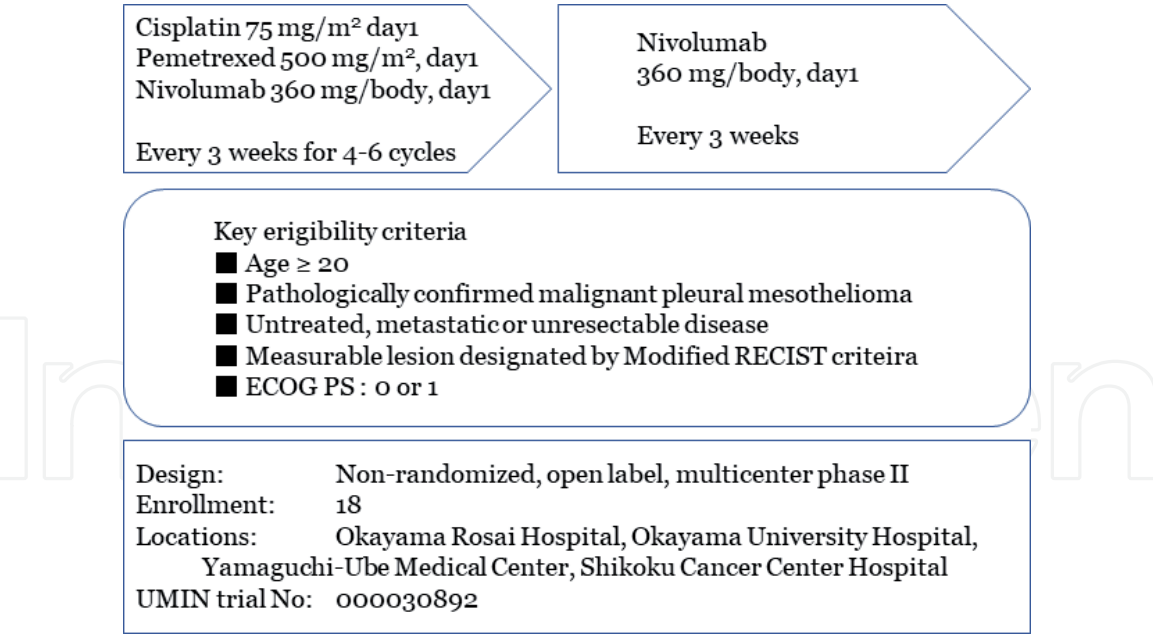 Cisplatin 75 mg/m² day1
Pemetrexed 500 mg/m², day1
Nivolumab 360 mg/body, day1
Every 3 weeks for 4-6 cycles
Nivolumab
360 mg/body, day1
Every 3 weeks
Key erigibility criteria
■ Age ≥ 20
■ Pathologically confirmed malignant pleural mesothelioma
■ Untreated, metastatic or unresectable disease
■ Measurable lesion designated by Modified RECIST criteira
■ ECOG PS : 0 or 1
Design: Non-randomized, open label, multicenter phase II
Enrollment: 18
Locations: Okayama Rosai Hospital, Okayama University Hospital,
Yamaguchi-Ube Medical Center, Shikoku Cancer Center Hospital
UMIN trial No: 000030892